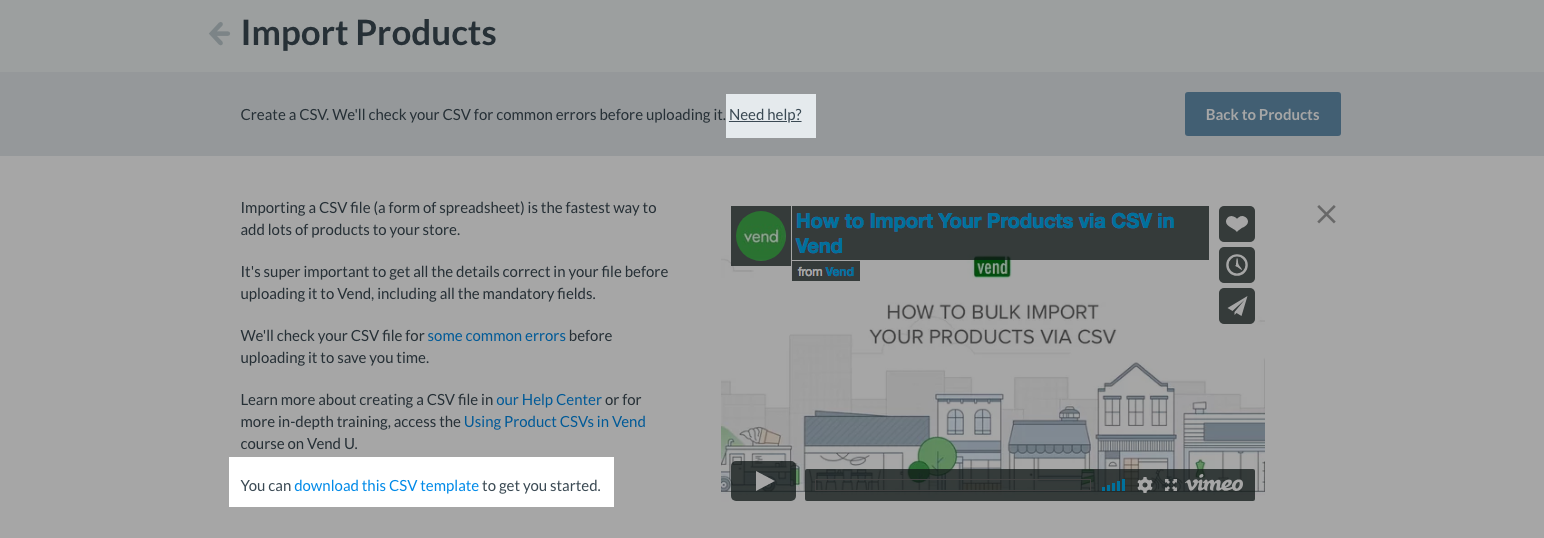 Import Products
Create a CSV. We'll check your CSV for common errors before uploading it. Need help?
Back to Products
Importing a CSV file (a form of spreadsheet) is the fastest way to
add lots of products to your store.
It's super important to get all the details correct in your file before
uploading it to Vend, including all the mandatory fields.
We'll check your CSV file for some common errors before
uploading it to save you time.
Learn more about creating a CSV file in our Help Center or for
more in-depth training, access the Using Product CSVs in Vend
course on Vend U.
You can download this CSV template to get you started.
vend
How to Import Your Products via CSV in
Vend
from Vend
vend
HOW TO BULK IMPORT
YOUR PRODUCTS VIA CSV
vimeo